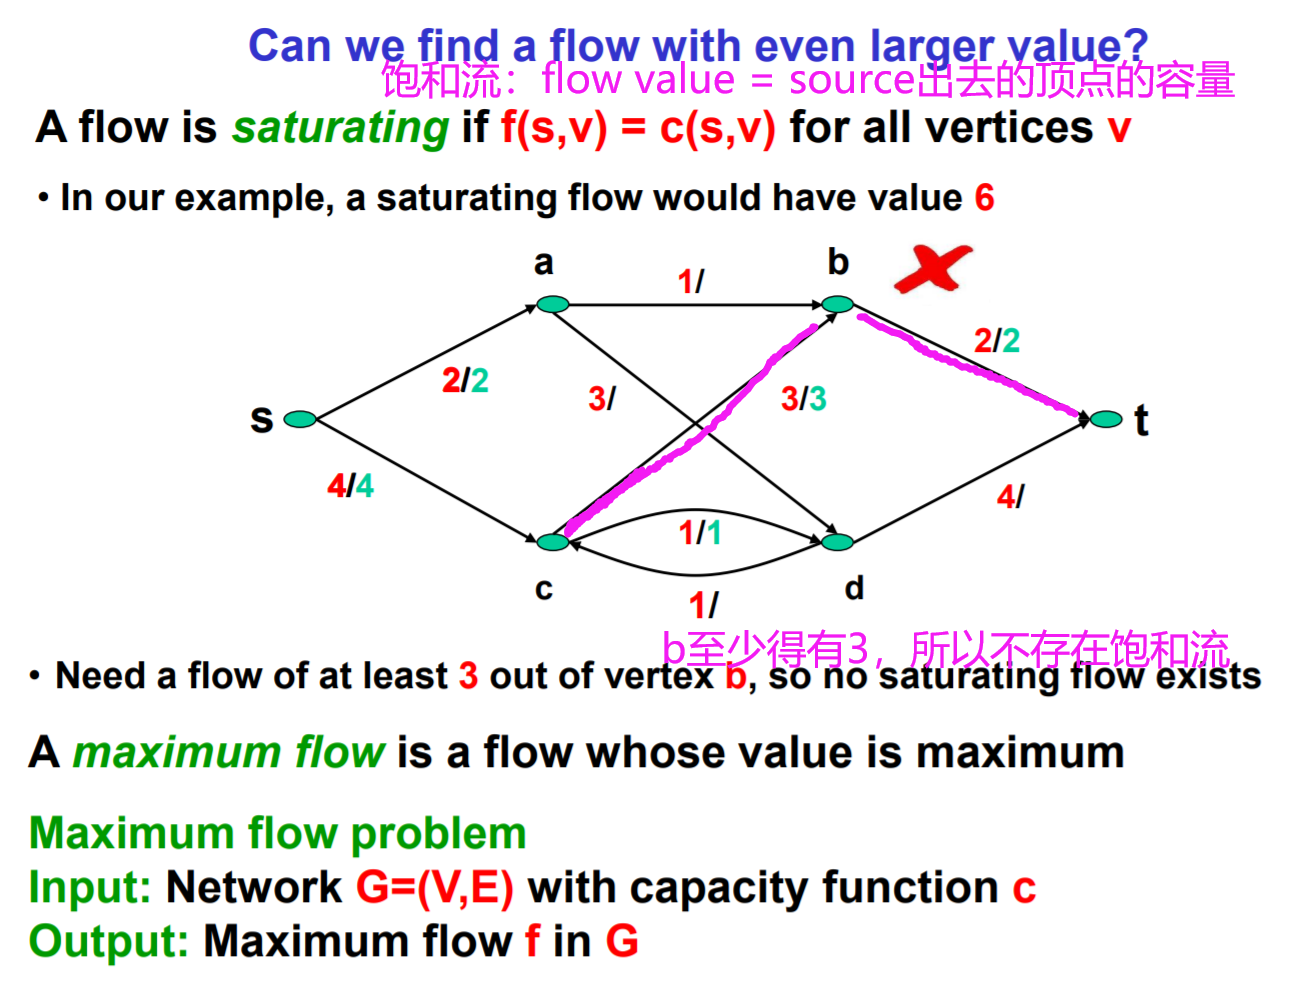 Can we find a flow with even larger value?
饱和流：flow value = source出去的顶点的容量
A flow is saturating if f(s,v) = c(s,v) for all vertices v
• In our example, a saturating flow would have value 6
a
1/
b
2/2
2/2
3/
3/3
s
t
4/4
4/
1/1
c
d
1/
b至少得有3，所以不存在饱和流
• Need a flow of at least 3 out of vertex b, so no saturating flow exists
A maximum flow is a flow whose value is maximum
Maximum flow problem
Input: Network G=(V,E) with capacity function c
Output: Maximum flow f in G